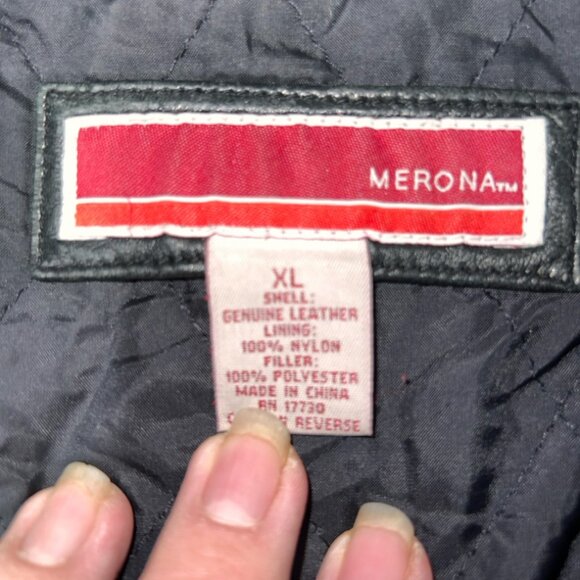 MERONA™
XL
SHELL:
GENUINE LEATHER
LINING:
100% NYLON
FILLER:
100% POLYESTER
MADE IN CHINA
RN 17730
REVERSE